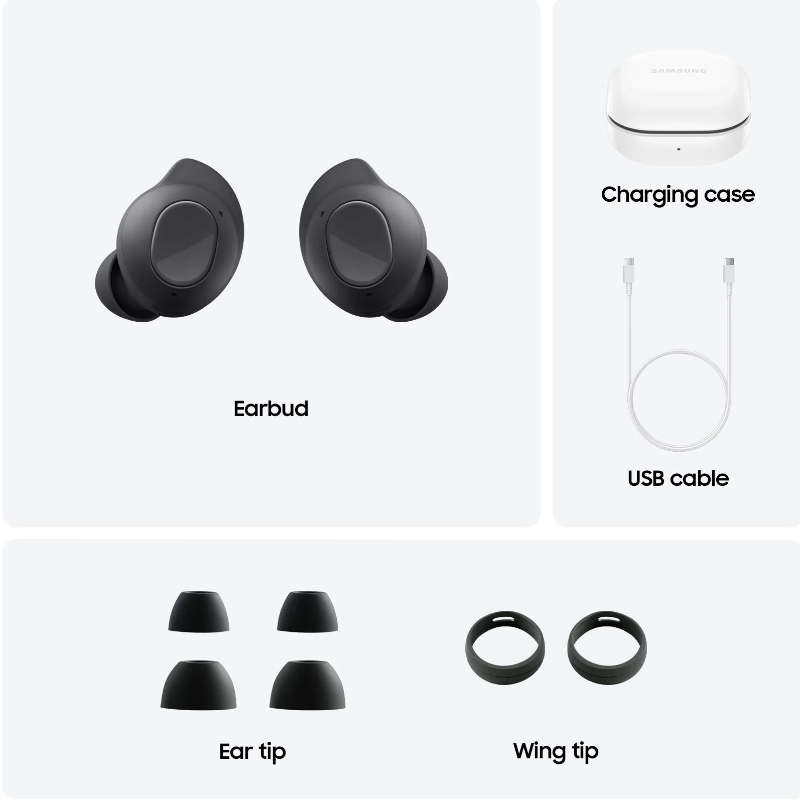 SAMSUNG
Charging case
Earbud
USB cable
Ear tip
Wing tip